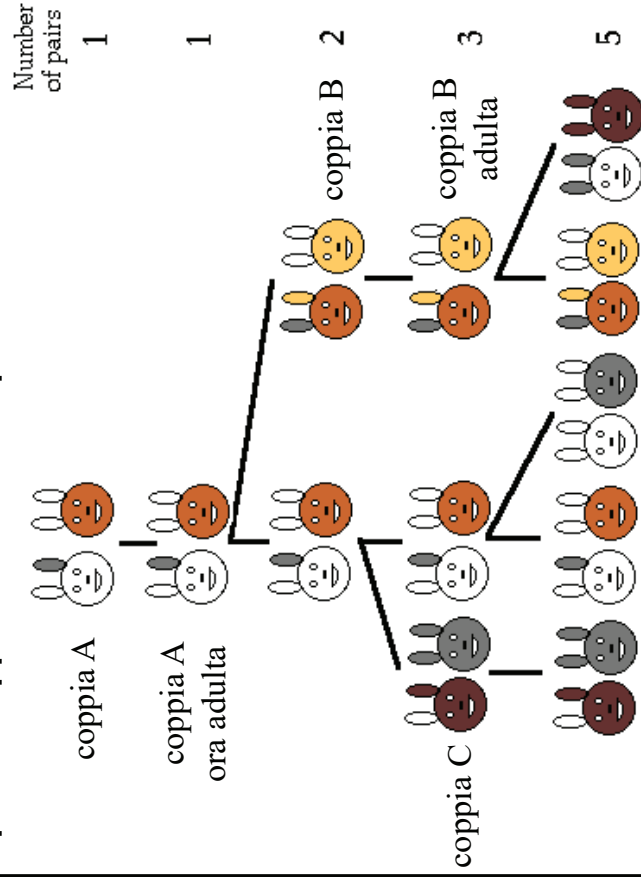 Number
of pairs
coppia A
1
coppia A
ora adulta
1
coppia B
2
coppia C
coppia B
adulta
3
5